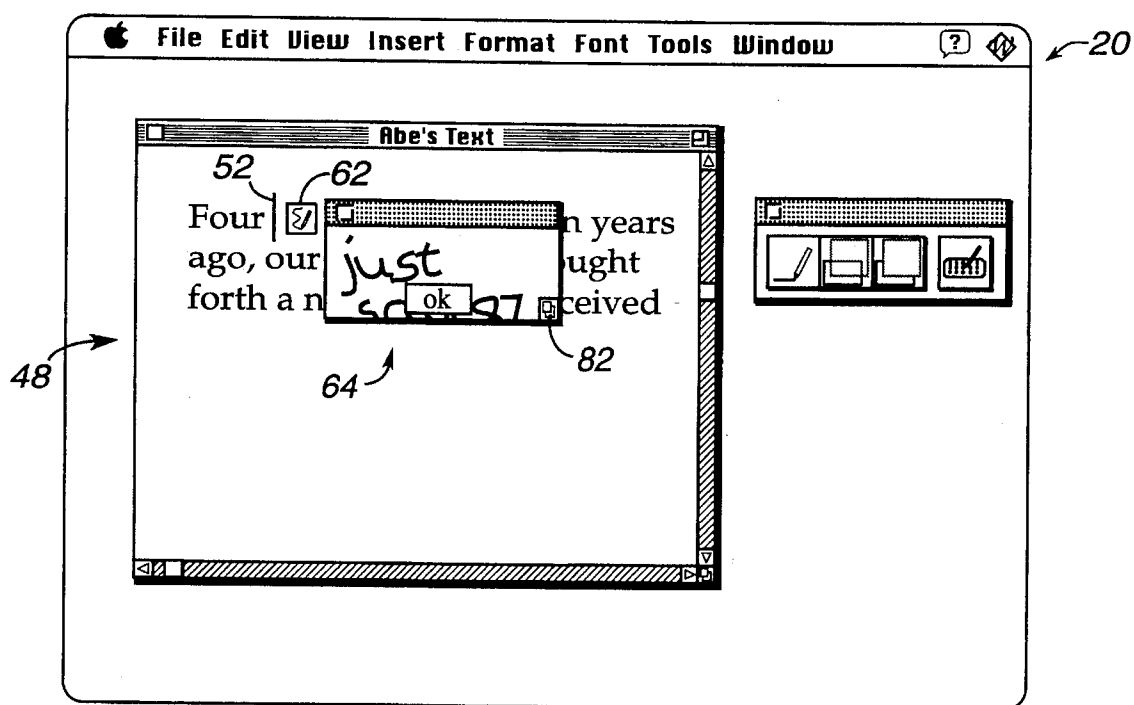 File Edit View Insert Format Font Tools Window ?
20
Abe's Text
52 62
Four n years
ago, our just ught
forth a n ok ceived
48
64
82